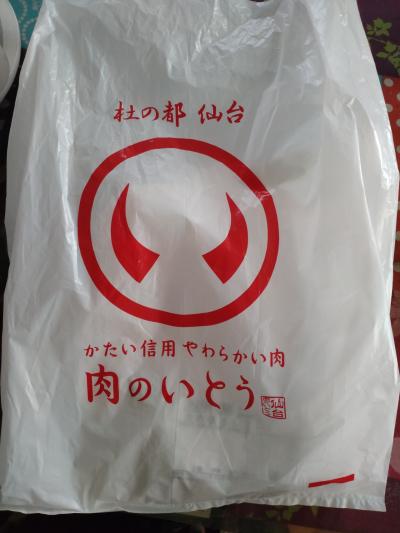 杜の都 仙台
かたい信用 やわらかい肉
肉のいとう